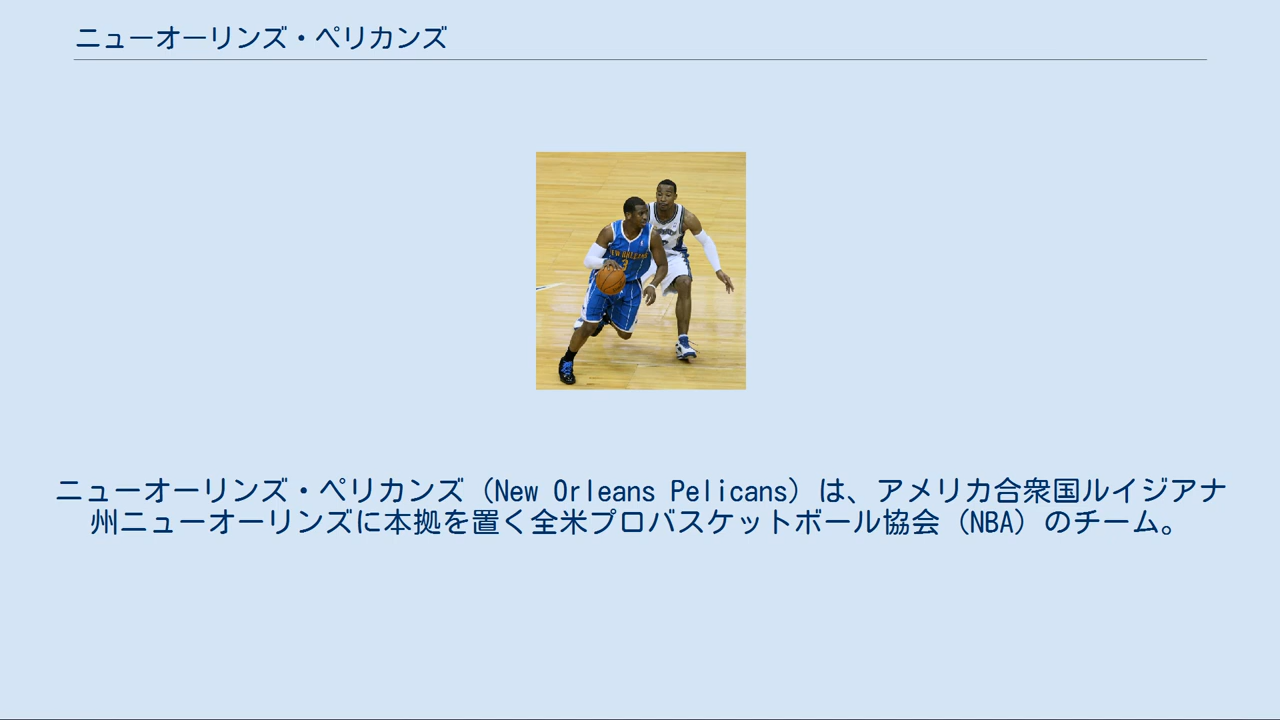 ニューオーリンズ・ペリカンズ
NEW ORLEANS
3
ニューオーリンズ・ペリカンズ（New Orleans Pelicans）は、アメリカ合衆国ルイジアナ
州ニューオーリンズに本拠を置く全米プロバスケットボール協会（NBA）のチーム。